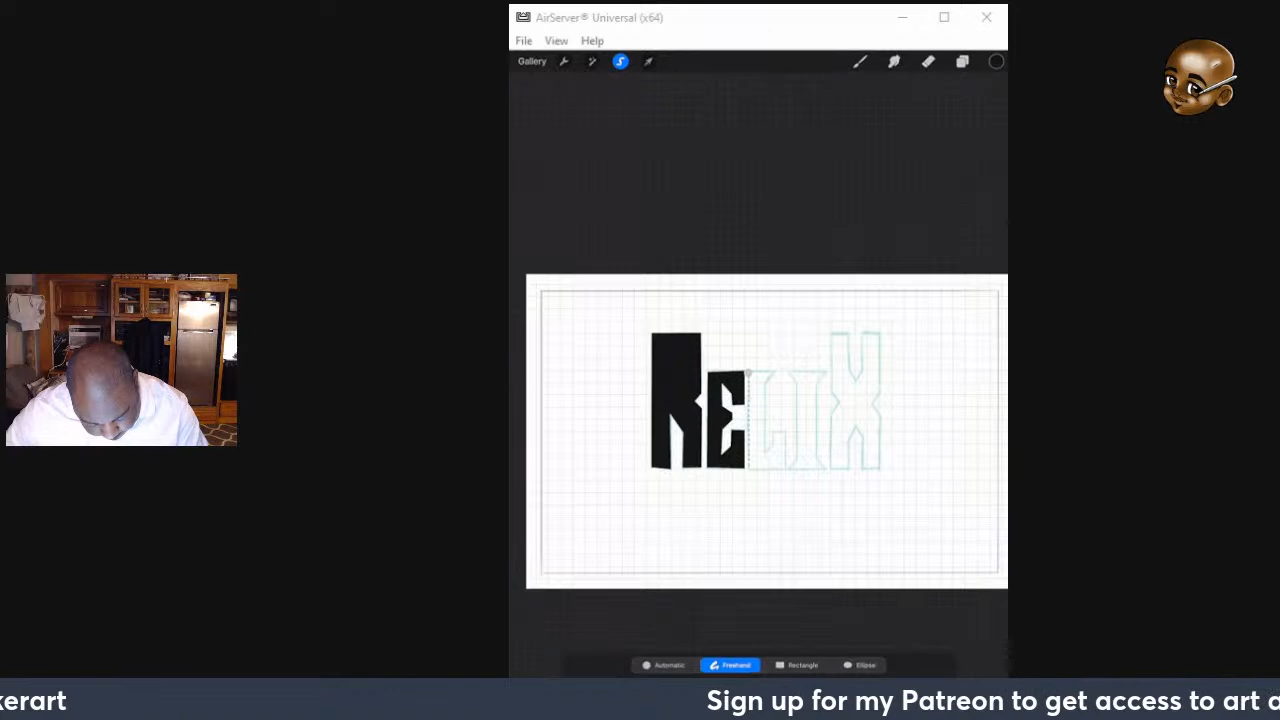 AirServer® Universal (x64)
File View Help
Gallery
RELIX
Automatic Freehand Rectangle Ellipse
kerart Sign up for my Patreon to get access to art